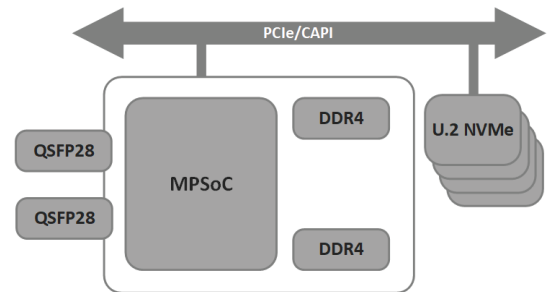 PCIe/CAPI
DDR4
U.2 NVMe
QSFP28
MPSoC
QSFP28
DDR4